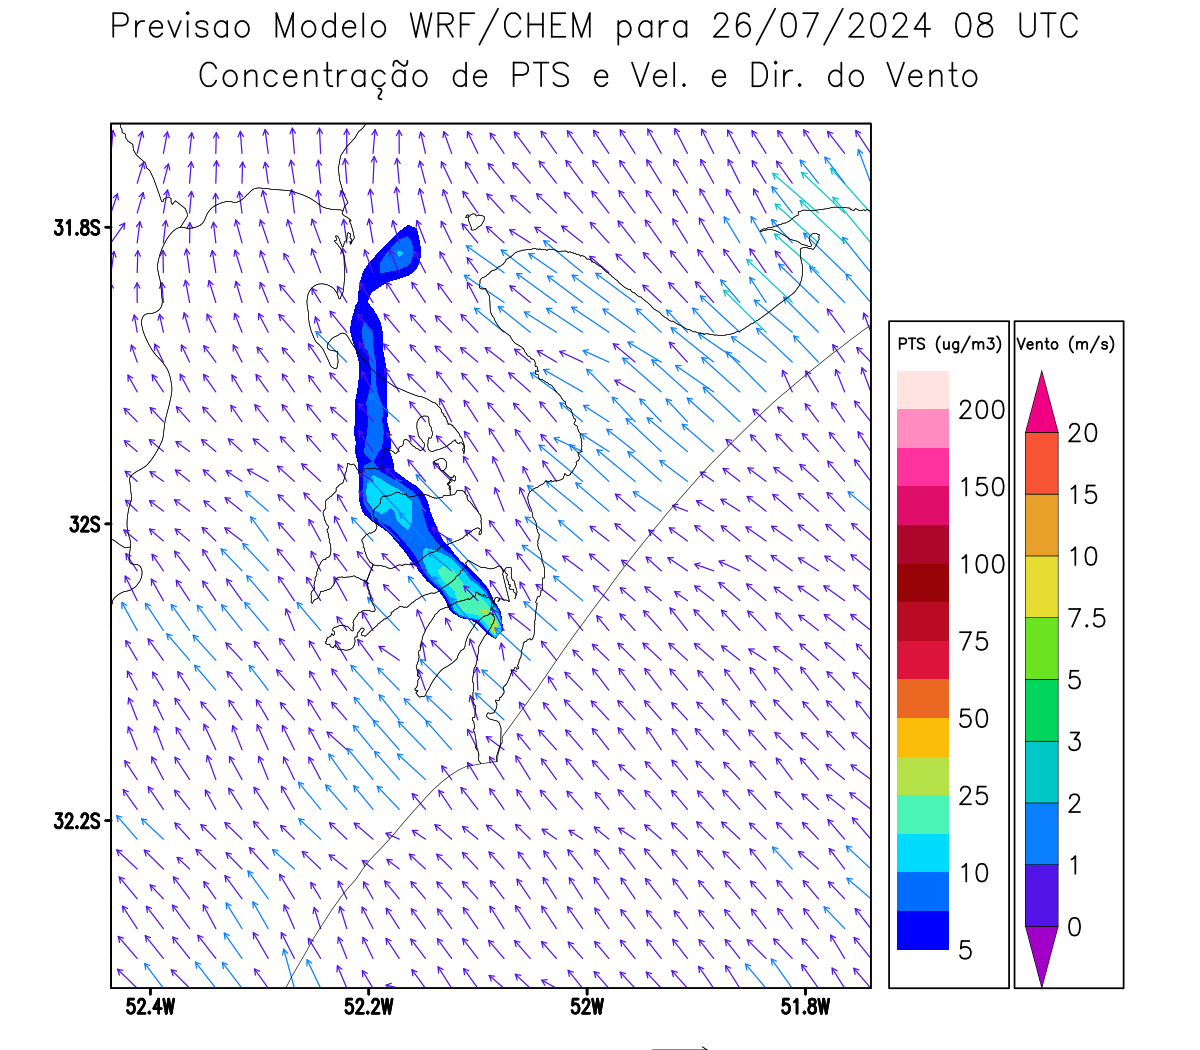 Previsao Modelo WRF/CHEM para 26/07/2024 08 UTC
Concentração de PTS e Vel. e Dir. do Vento
31.8S
32S
32.2S
52.4W 52.2W 52W 51.8W
PTS (ug/m3)
200
150
100
75
50
25
10
5
Vento (m/s)
20
15
10
7.5
5
3
2
1
0